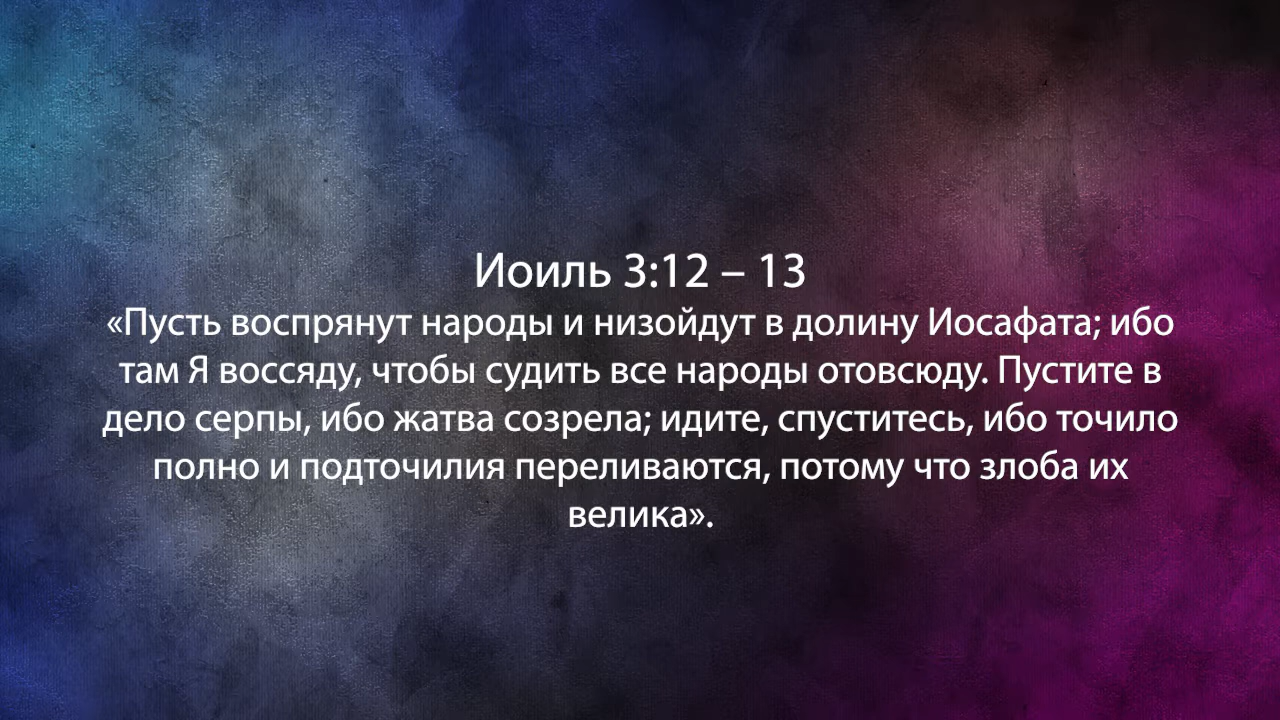 Иоиль 3:12 – 13
«Пусть воспрянут народы и низойдут в долину Иосафата; ибо
там Я воссяду, чтобы судить все народы отовсюду. Пустите в
дело серпы, ибо жатва созрела; идите, спуститесь, ибо точило
полно и подточилия переливаются, потому что злоба их
велика».